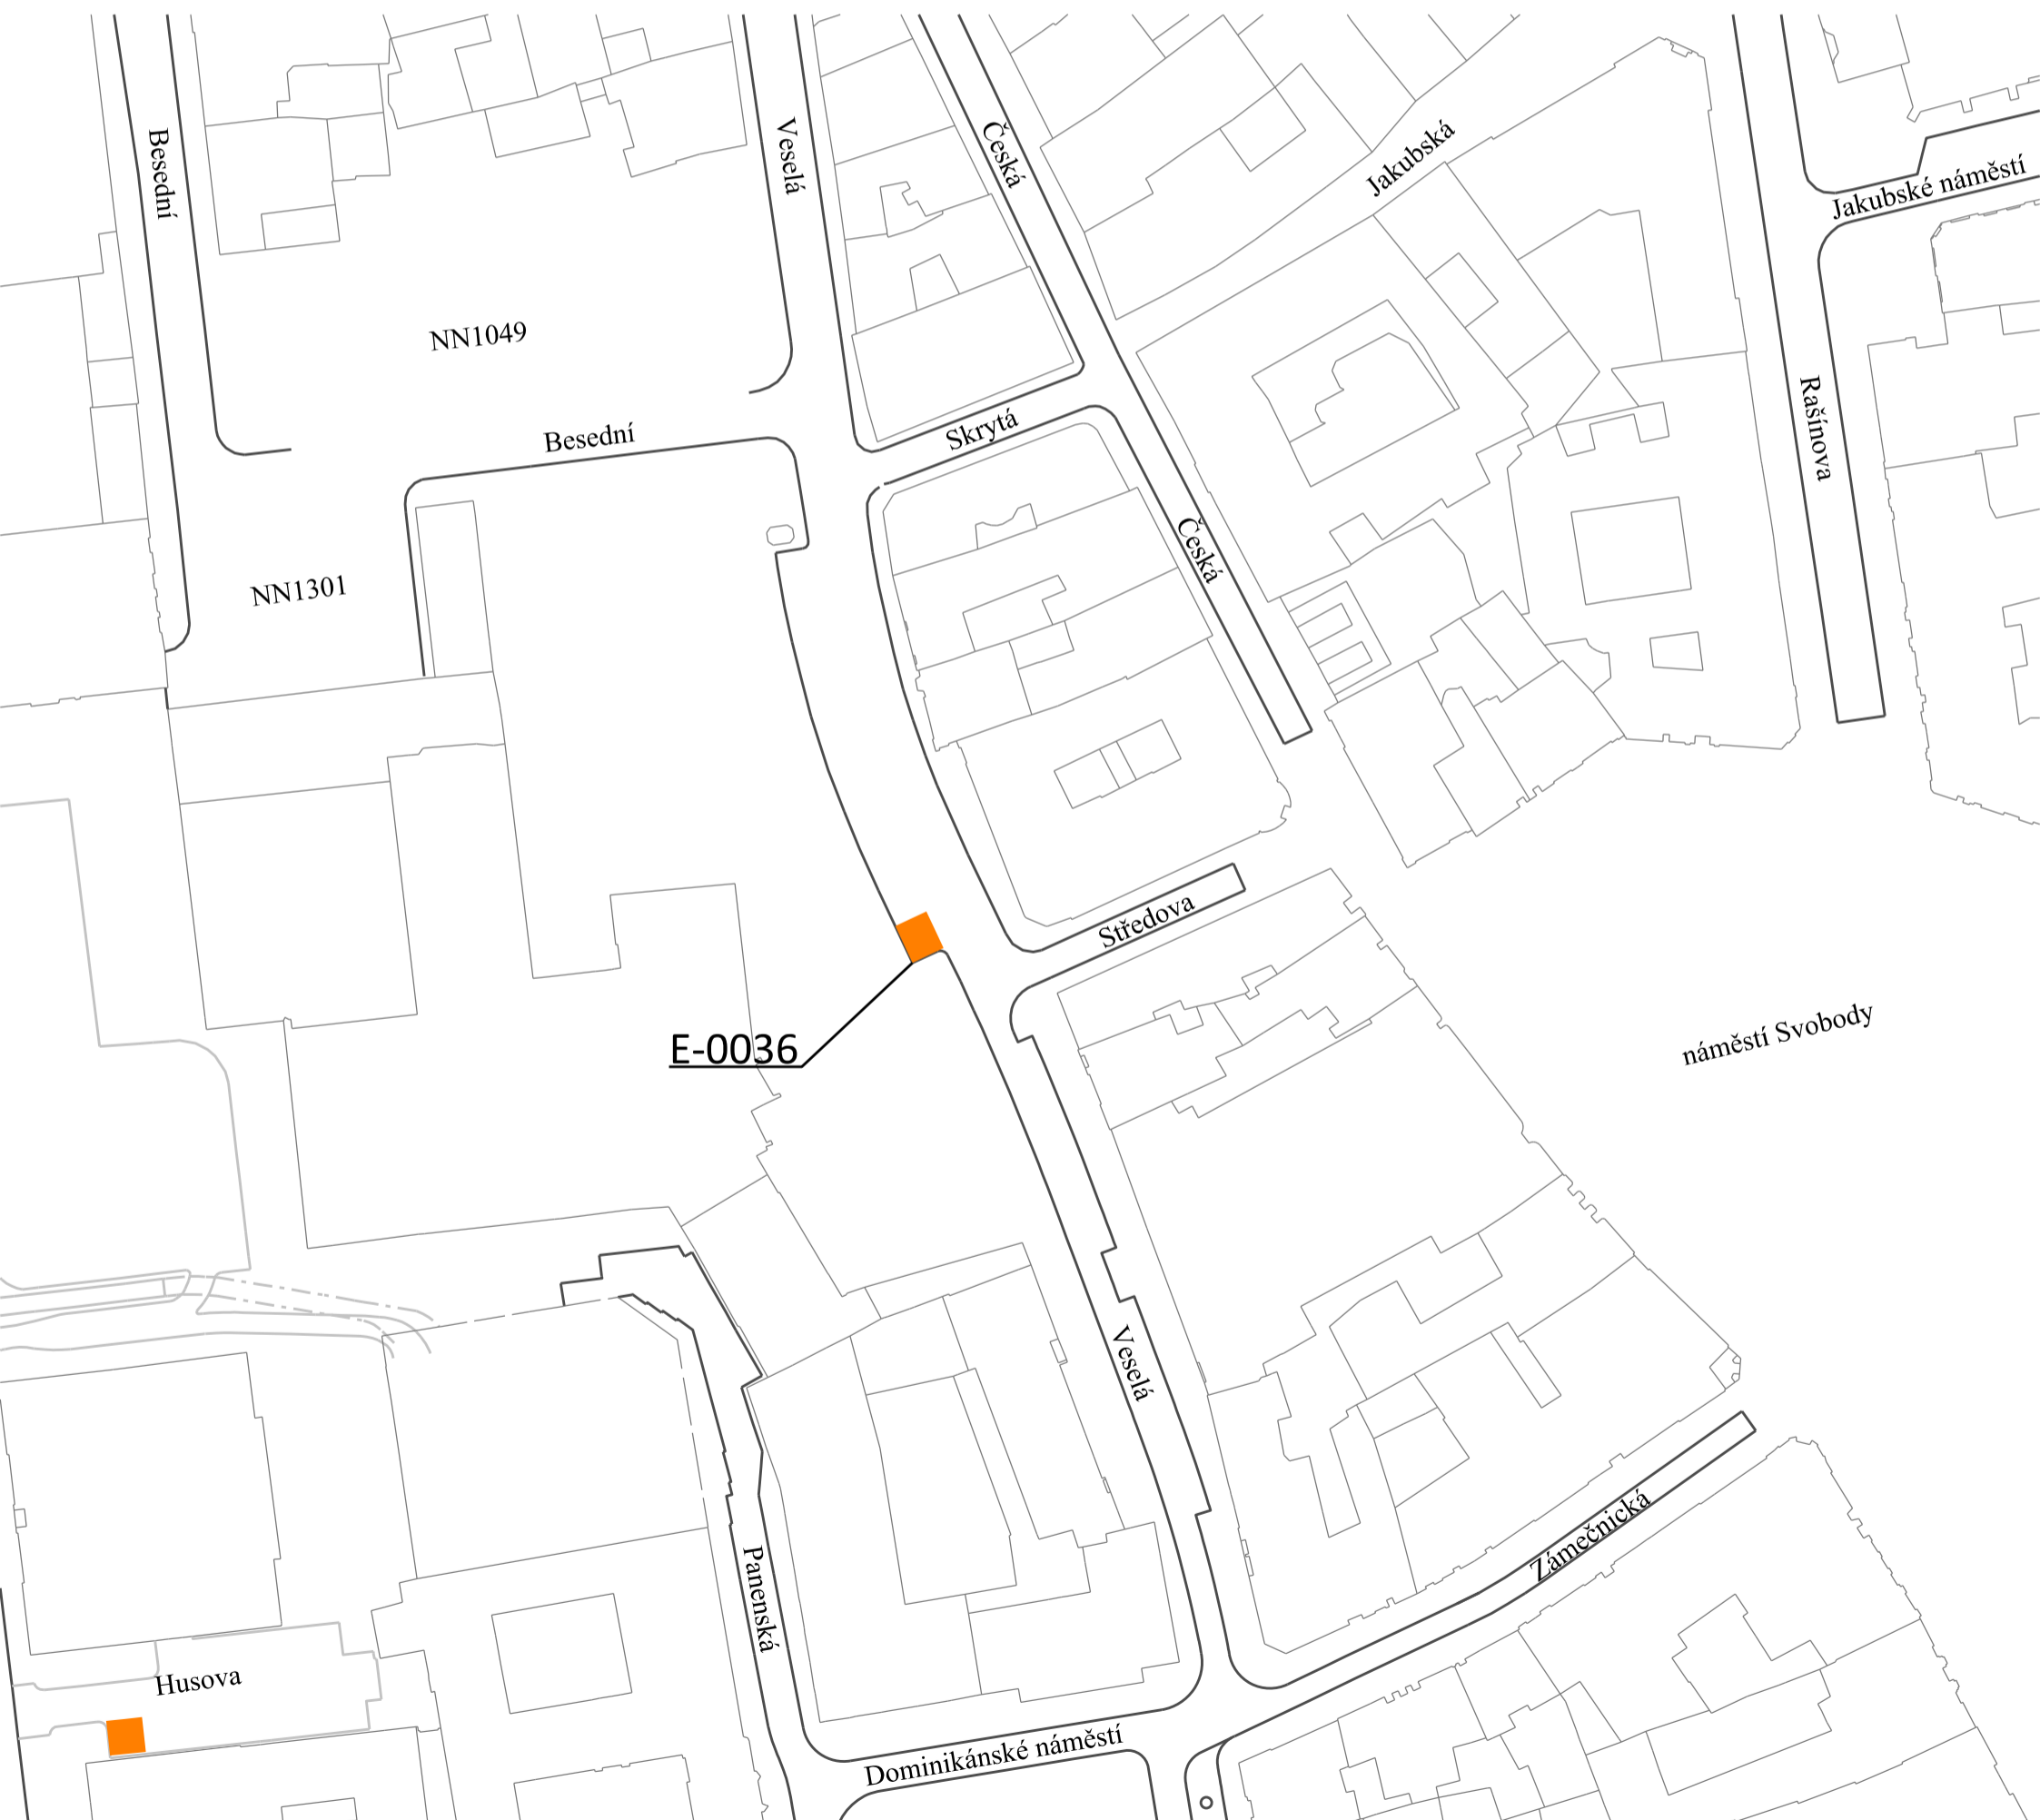 Besední
Veselá
Česká
Jakubská
Jakubské náměstí
NN1049
Rašínova
Besední
Skrytá
Česká
NN1301
Středova
E-0036
náměstí Svobody
Veselá
Zámečnická
Panenská
Husova
Dominikánské náměstí